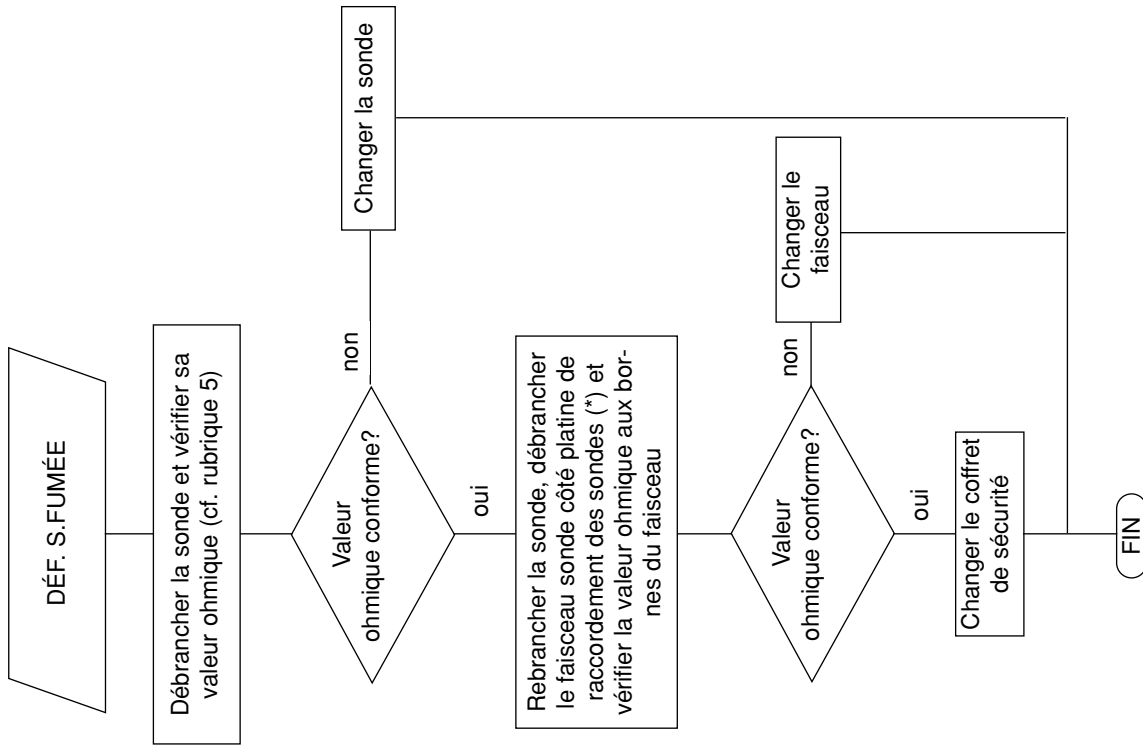 DÉF. S.FUMÉE
Débrancher la sonde et vérifier sa
valeur ohmique (cf. rubrique 5)
Valeur
ohmique conforme?
non
Changer la sonde
oui
Rebrancher la sonde, débrancher
le faisceau sonde côté platine de
raccordement des sondes (*) et
vérifier la valeur ohmique aux bor-
nes du faisceau
Valeur
ohmique conforme?
non
Changer le
faisceau
oui
Changer le coffret
de sécurité
FIN